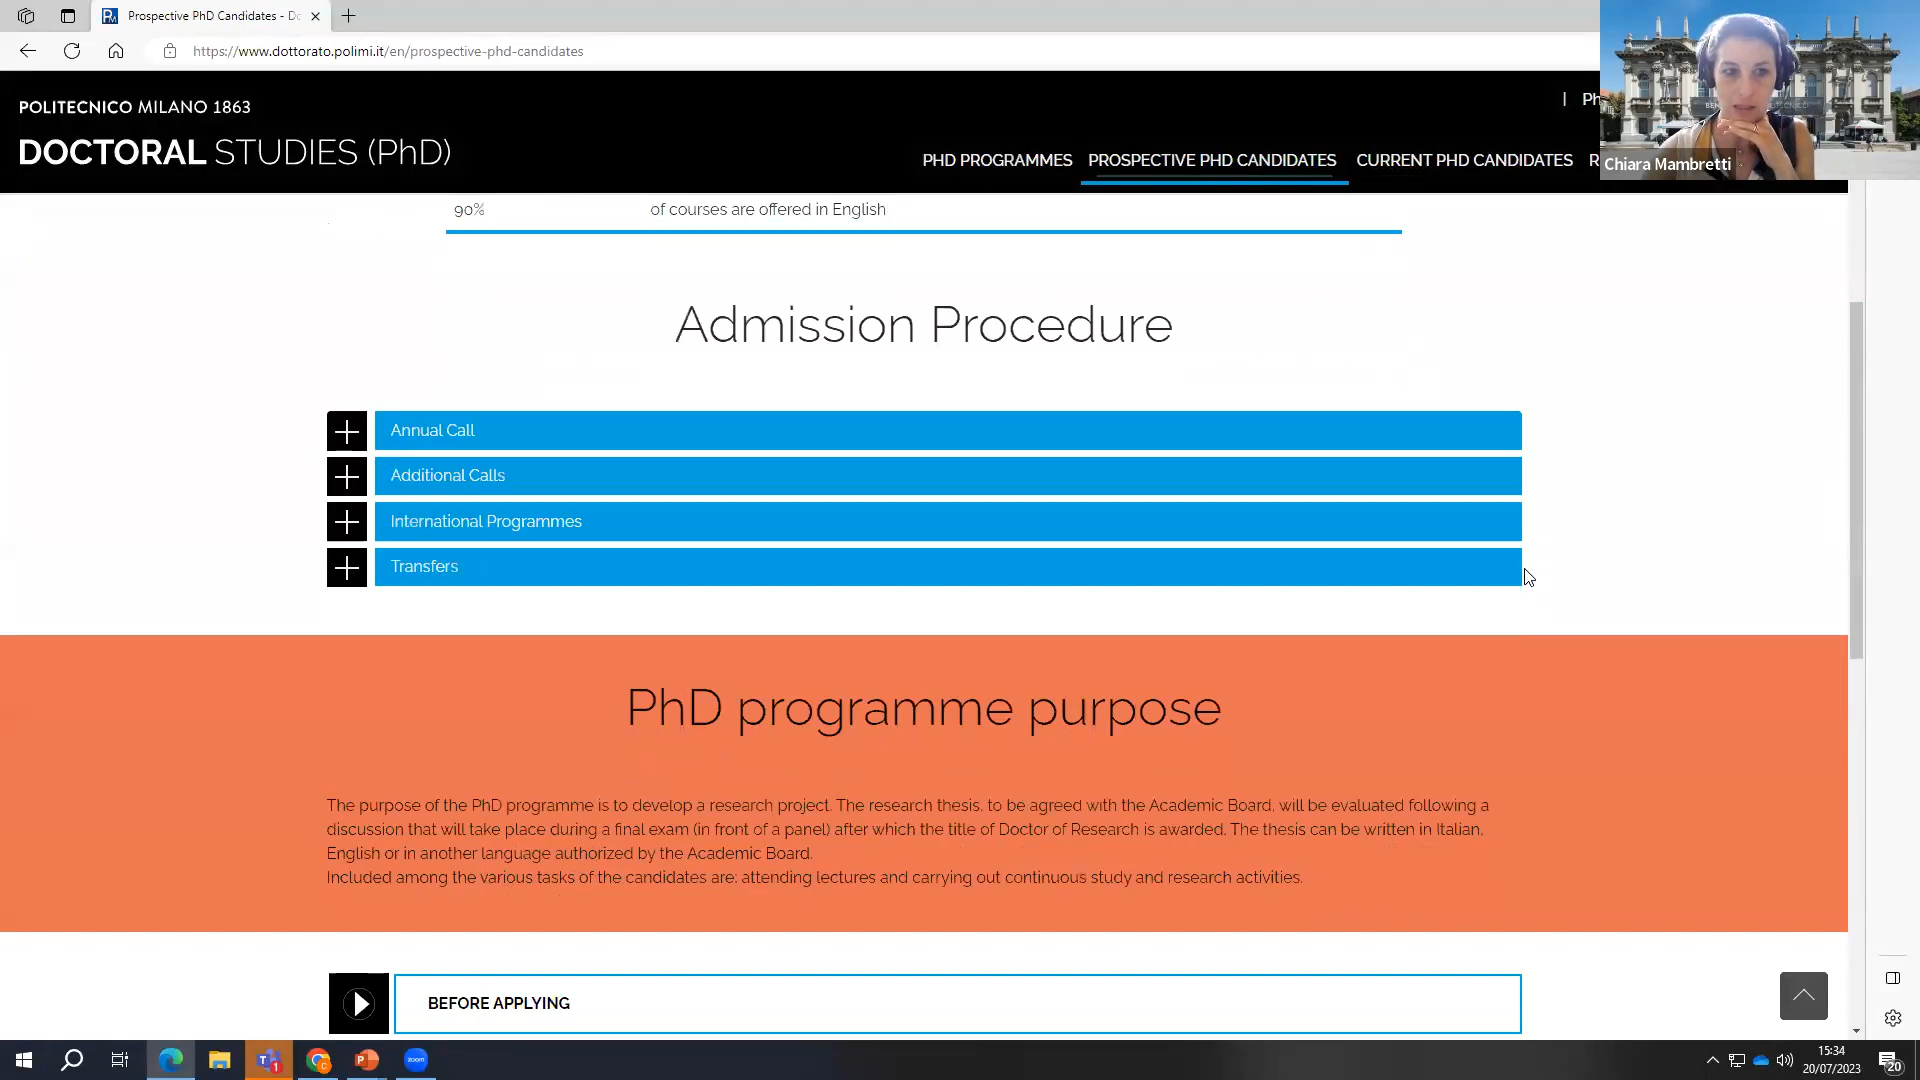 Prospective PhD Candidates - Do
https://www.dottorato.polimi.it/en/prospective-phd-candidates
POLITECNICO MILANO 1863
DOCTORAL STUDIES (PhD)
| Ph
PHD PROGRAMMES PROSPECTIVE PHD CANDIDATES CURRENT PHD CANDIDATES R
Chiara Mambretti
90% of courses are offered in English
Admission Procedure
Annual Call
Additional Calls
International Programmes
Transfers
PhD programme purpose
The purpose of the PhD programme is to develop a research project. The research thesis, to be agreed with the Academic Board, will be evaluated following a
discussion that will take place during a final exam (in front of a panel) after which the title of Doctor of Research is awarded. The thesis can be written in Italian,
English or in another language authorized by the Academic Board.
Included among the various tasks of the candidates are: attending lectures and carrying out continuous study and research activities.
BEFORE APPLYING
15:34
20/07/2023
20